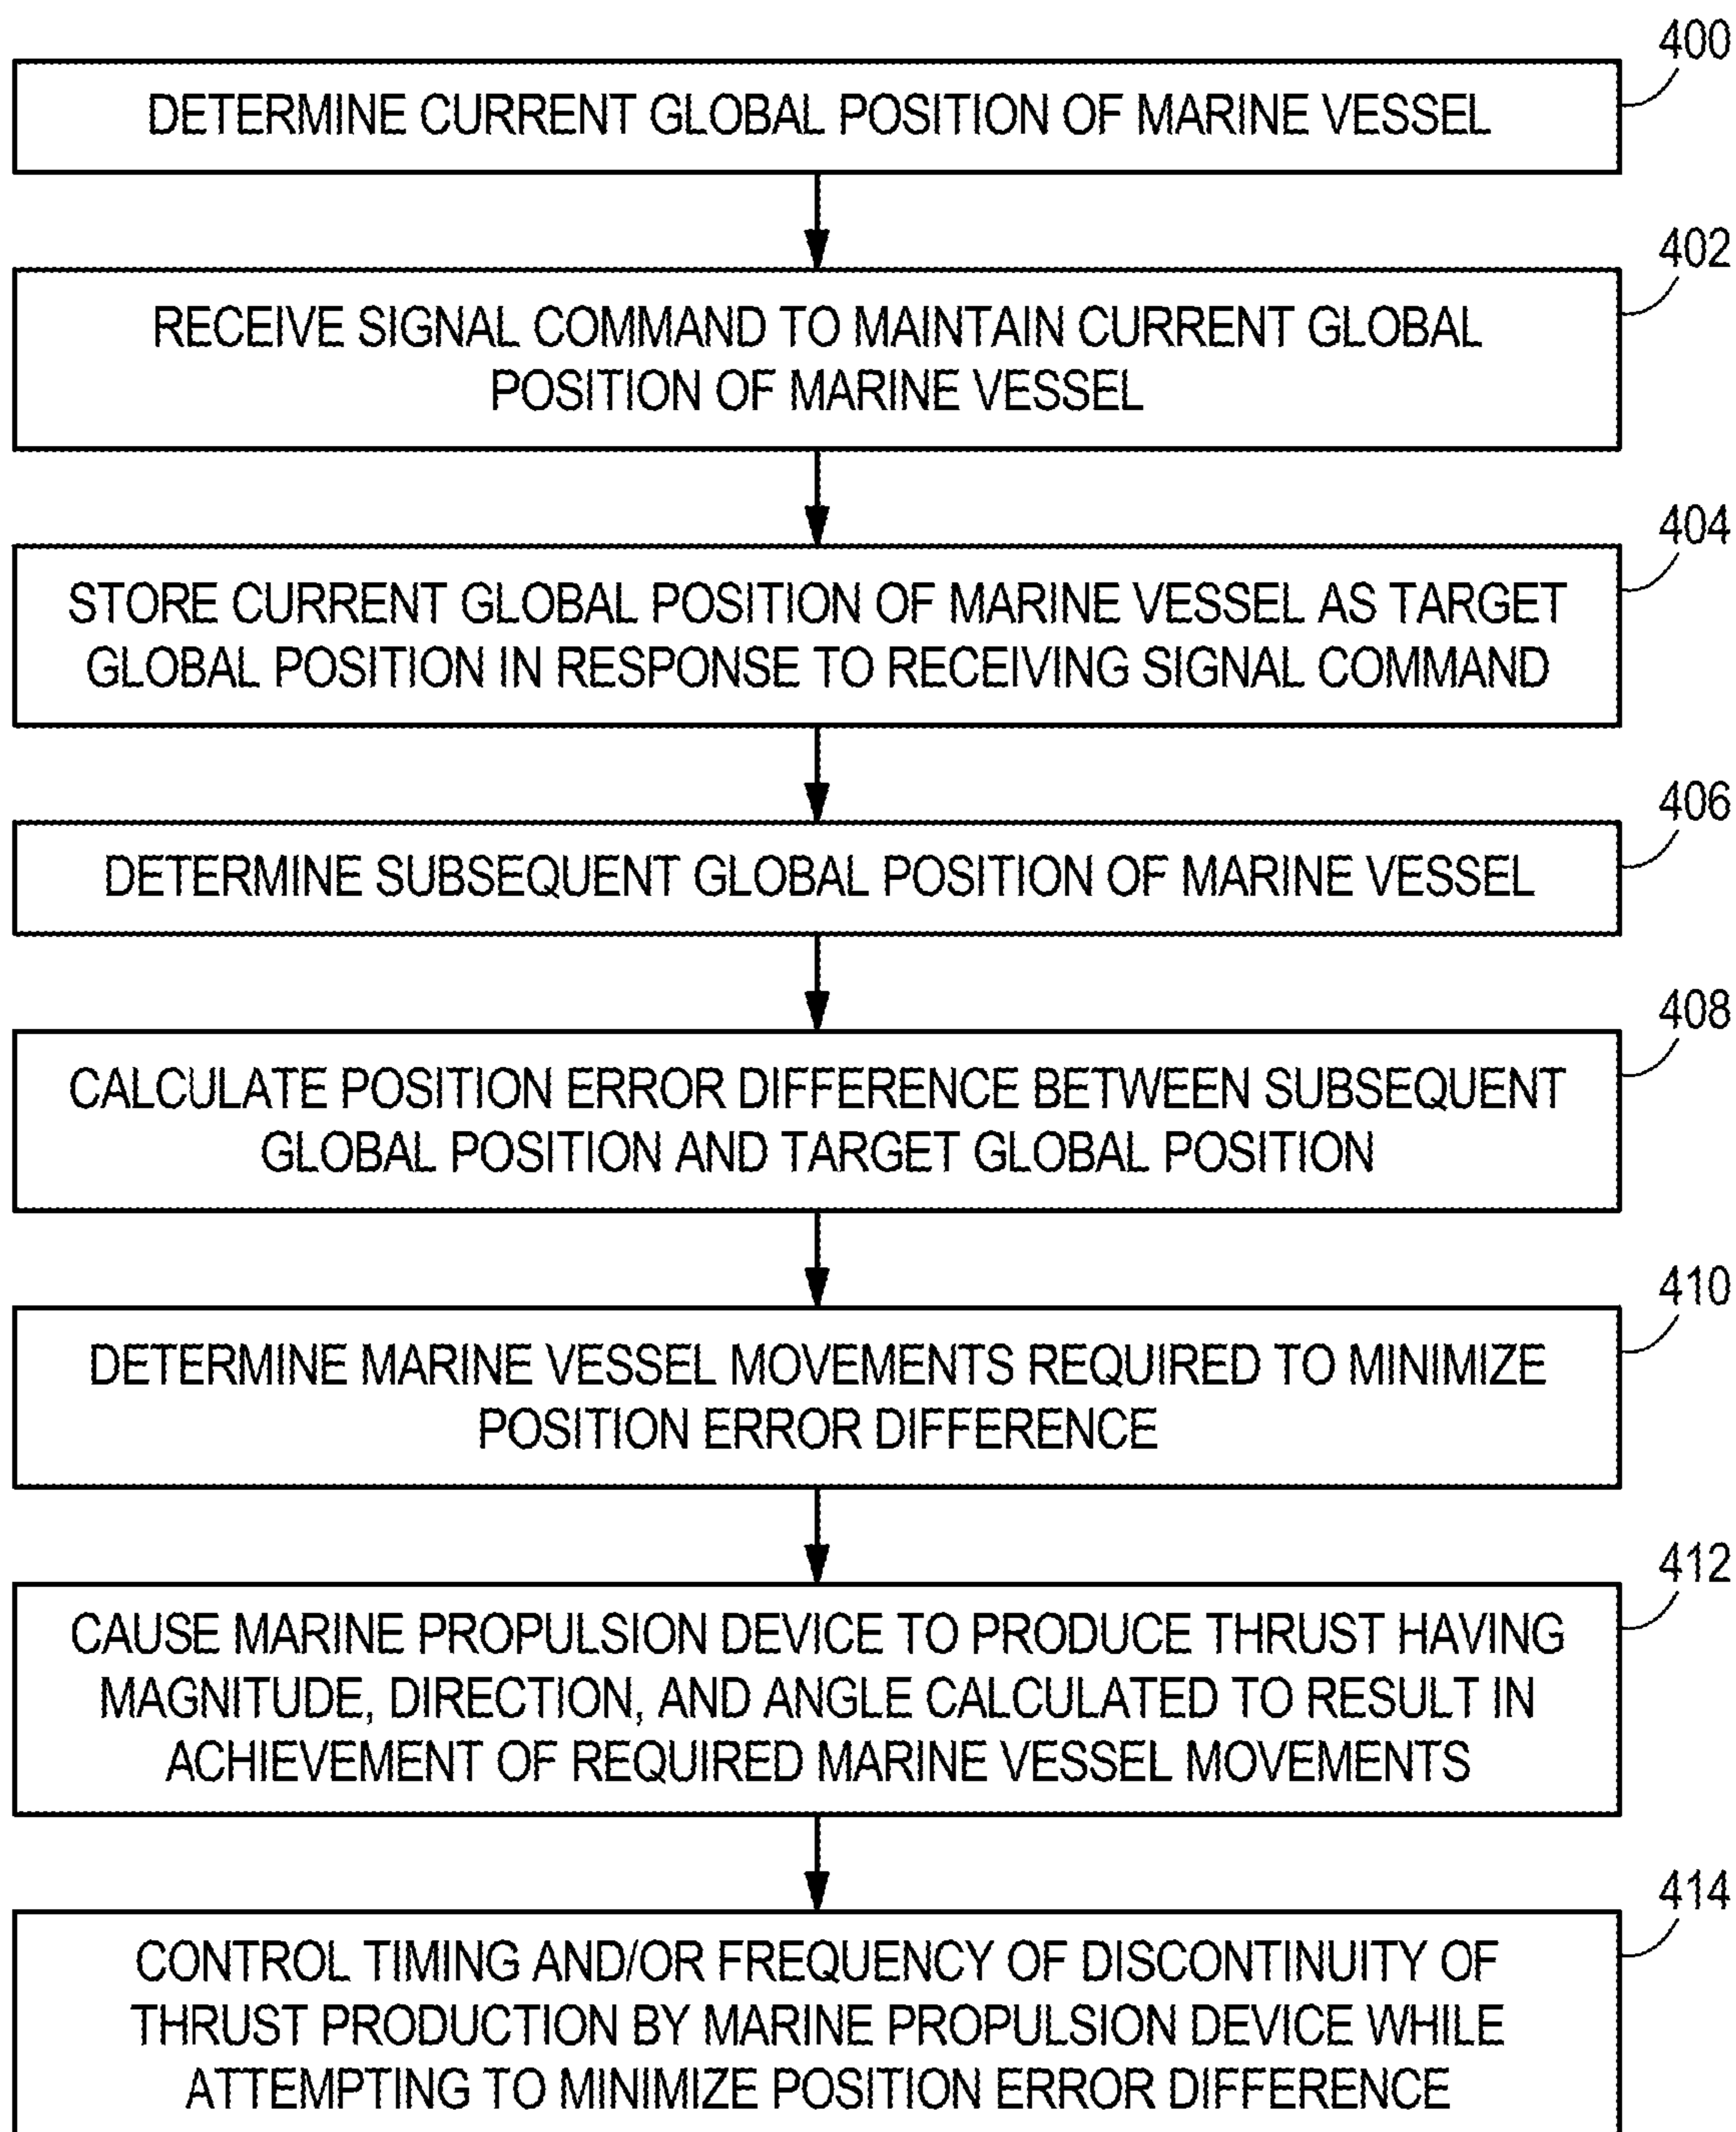 400
DETERMINE CURRENT GLOBAL POSITION OF MARINE VESSEL
402
RECEIVE SIGNAL COMMAND TO MAINTAIN CURRENT GLOBAL
POSITION OF MARINE VESSEL
404
STORE CURRENT GLOBAL POSITION OF MARINE VESSEL AS TARGET
GLOBAL POSITION IN RESPONSE TO RECEIVING SIGNAL COMMAND
406
DETERMINE SUBSEQUENT GLOBAL POSITION OF MARINE VESSEL
408
CALCULATE POSITION ERROR DIFFERENCE BETWEEN SUBSEQUENT
GLOBAL POSITION AND TARGET GLOBAL POSITION
410
DETERMINE MARINE VESSEL MOVEMENTS REQUIRED TO MINIMIZE
POSITION ERROR DIFFERENCE
412
CAUSE MARINE PROPULSION DEVICE TO PRODUCE THRUST HAVING
MAGNITUDE, DIRECTION, AND ANGLE CALCULATED TO RESULT IN
ACHIEVEMENT OF REQUIRED MARINE VESSEL MOVEMENTS
414
CONTROL TIMING AND/OR FREQUENCY OF DISCONTINUITY OF
THRUST PRODUCTION BY MARINE PROPULSION DEVICE WHILE
ATTEMPTING TO MINIMIZE POSITION ERROR DIFFERENCE